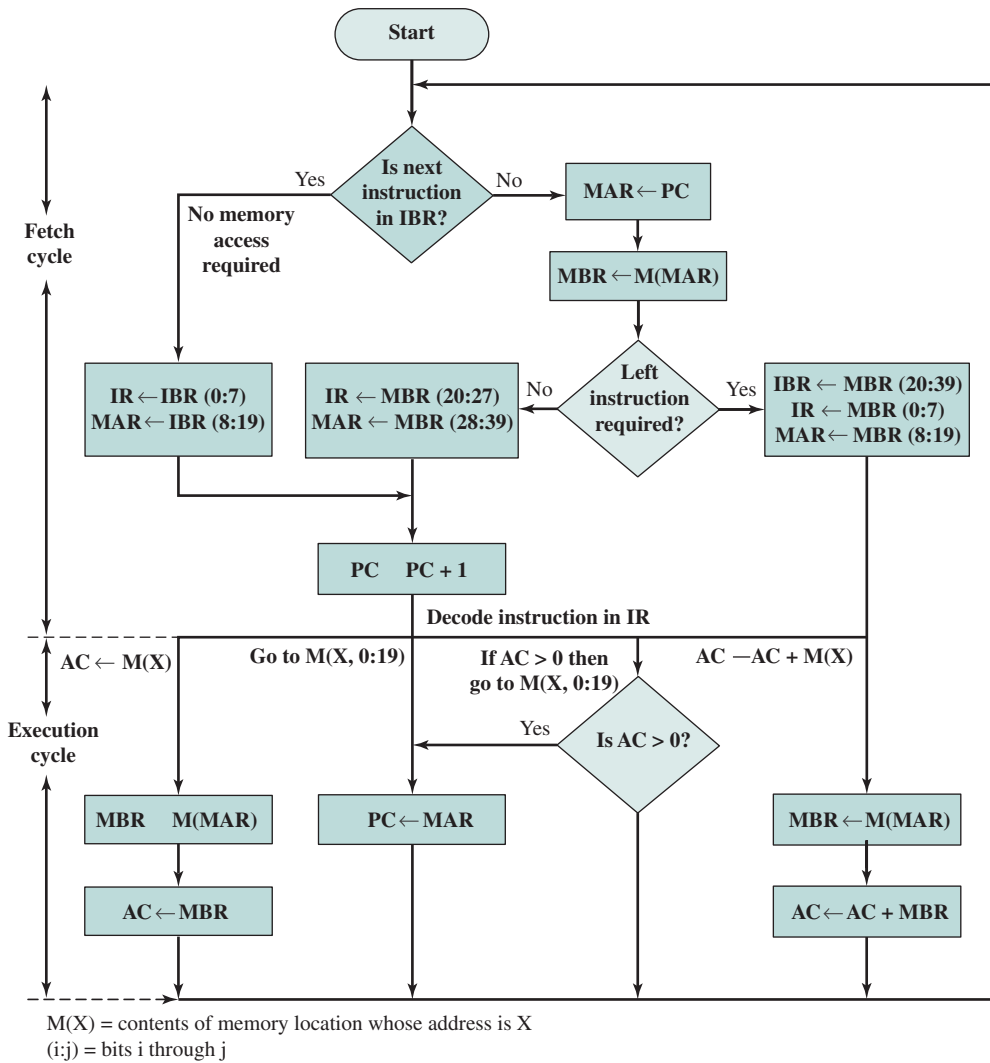 Start
Is next
instruction
in IBR?
Yes
No
No memory
access
required
MAR ← PC
MBR ← M(MAR)
Fetch
cycle
Left
instruction
required?
No
Yes
IR ← IBR (0:7)
MAR ← IBR (8:19)
IR ← MBR (20:27)
MAR ← MBR (28:39)
IBR ← MBR (20:39)
IR ← MBR (0:7)
MAR ← MBR (8:19)
PC PC + 1
Decode instruction in IR
AC ← M(X)
Go to M(X, 0:19)
If AC > 0 then
go to M(X, 0:19)
AC —AC + M(X)
Execution
cycle
Yes
Is AC > 0?
MBR M(MAR)
PC ← MAR
MBR ← M(MAR)
AC ← MBR
AC ← AC + MBR
M(X) = contents of memory location whose address is X
(i:j) = bits i through j